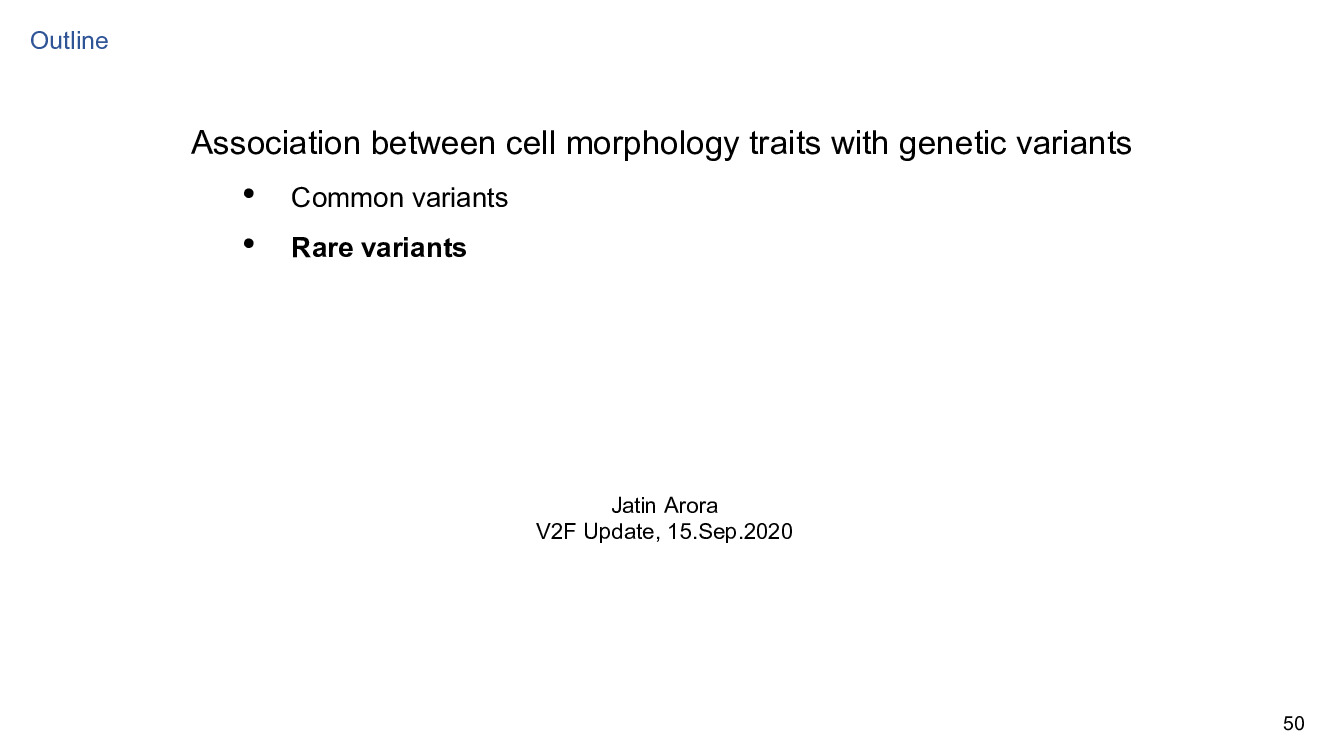 Outline
Association between cell morphology traits with genetic variants
• Common variants
• Rare variants
Jatin Arora
V2F Update, 15.Sep.2020
50